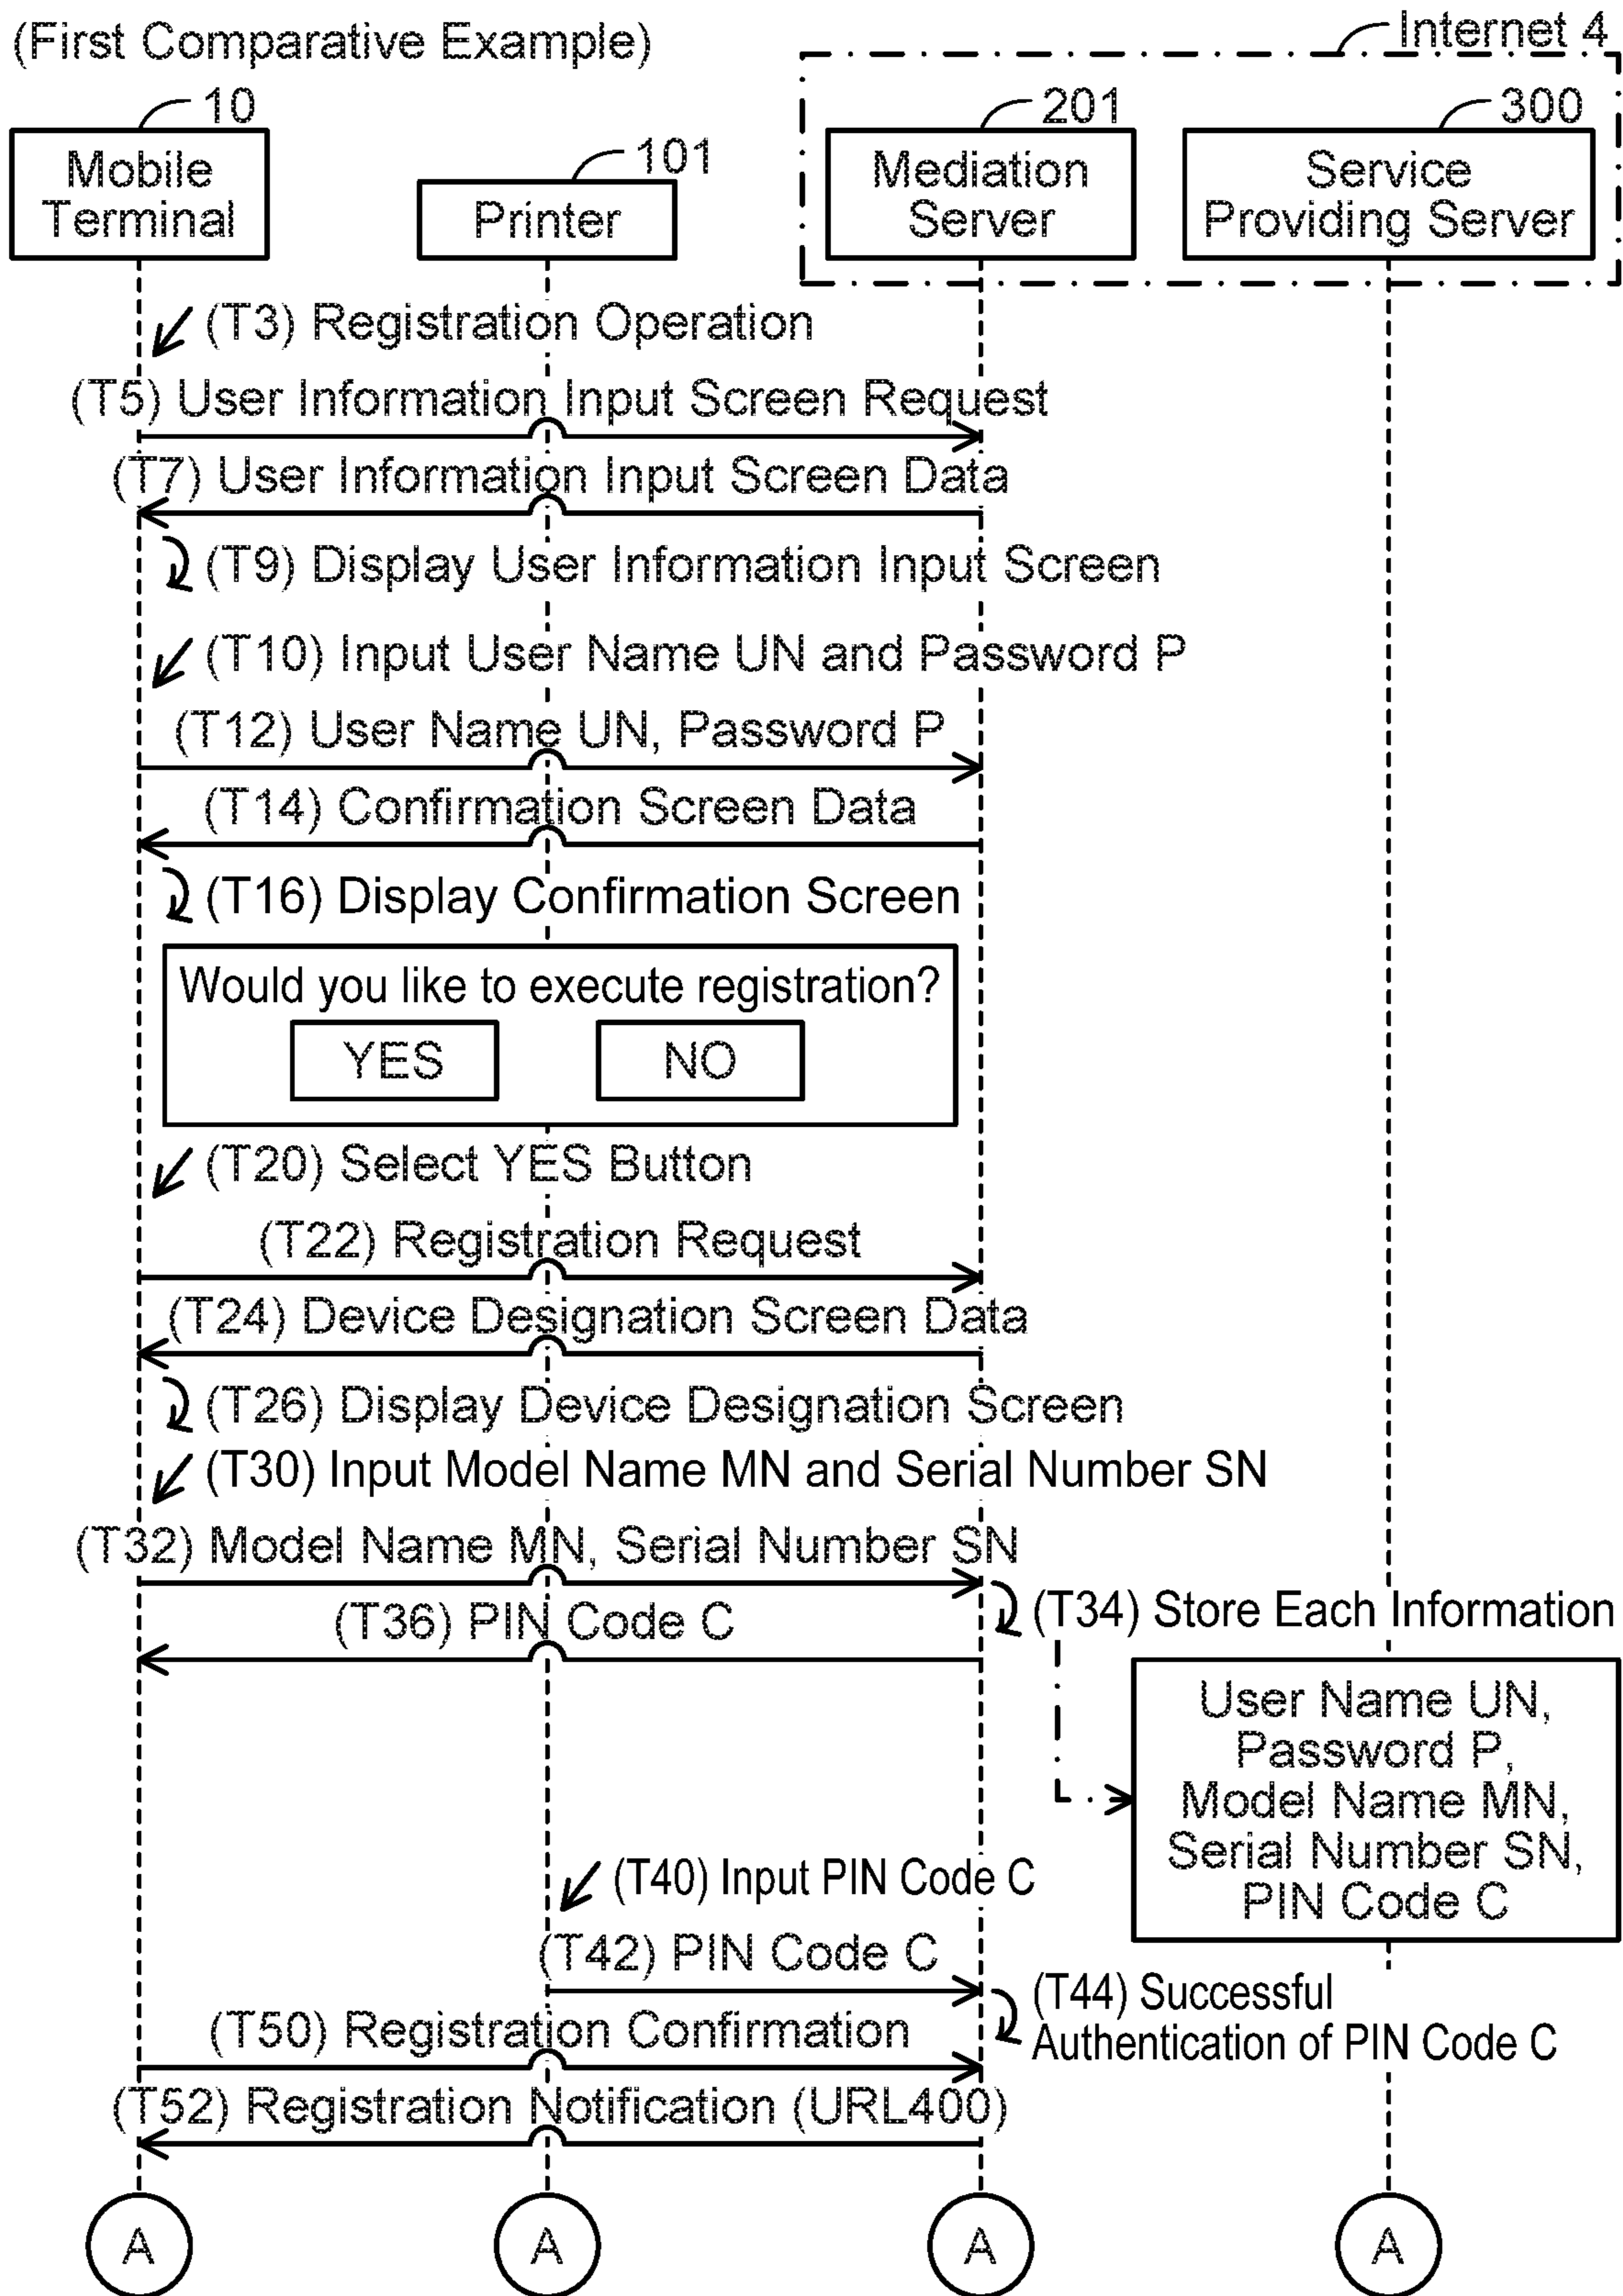 (First Comparative Example)
Internet 4
10
101
201
300
Mobile
Terminal
Printer
Mediation
Server
Service
Providing Server
(T3) Registration Operation
(T5) User Information Input Screen Request
(T7) User Information Input Screen Data
(T9) Display User Information Input Screen
(T10) Input User Name UN and Password P
(T12) User Name UN, Password P
(T14) Confirmation Screen Data
(T16) Display Confirmation Screen
Would you like to execute registration?
YES
NO
(T20) Select YES Button
(T22) Registration Request
(T24) Device Designation Screen Data
(T26) Display Device Designation Screen
(T30) Input Model Name MN and Serial Number SN
(T32) Model Name MN, Serial Number SN
(T34) Store Each Information
(T36) PIN Code C
User Name UN,
Password P,
Model Name MN,
Serial Number SN,
PIN Code C
(T40) Input PIN Code C
(T42) PIN Code C
(T44) Successful
Authentication of PIN Code C
(T50) Registration Confirmation
(T52) Registration Notification (URL400)
A
A
A
A